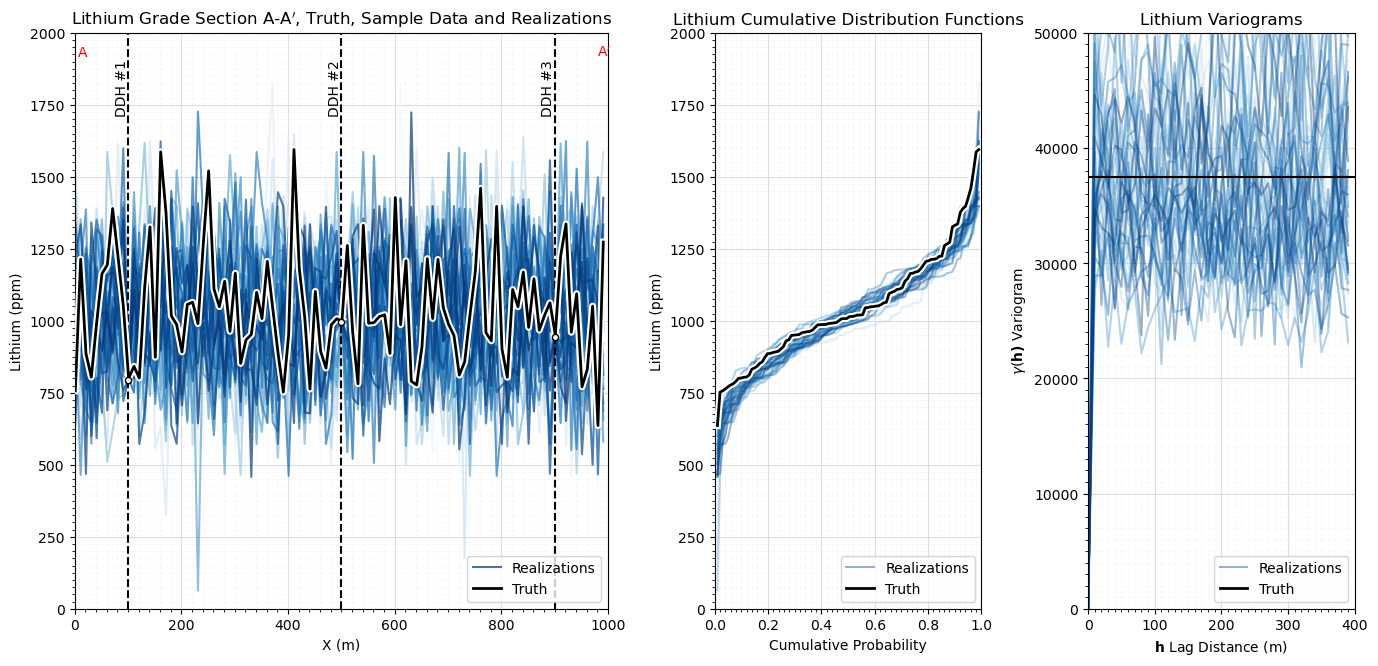 Lithium Grade Section A-A′, Truth, Sample Data and Realizations
Lithium (ppm)
2000
1750
1500
1250
1000
750
500
250
0
A
A
DDH #1
DDH #2
DDH #3
Realizations
Truth
0
200
400
600
800
1000
X (m)
Lithium Cumulative Distribution Functions
Lithium (ppm)
2000
1750
1500
1250
1000
750
500
250
0
Realizations
Truth
0.0
0.2
0.4
0.6
0.8
1.0
Cumulative Probability
Lithium Variograms
γ(h) Variogram
50000
40000
30000
20000
10000
0
Realizations
Truth
0
100
200
300
400
h Lag Distance (m)